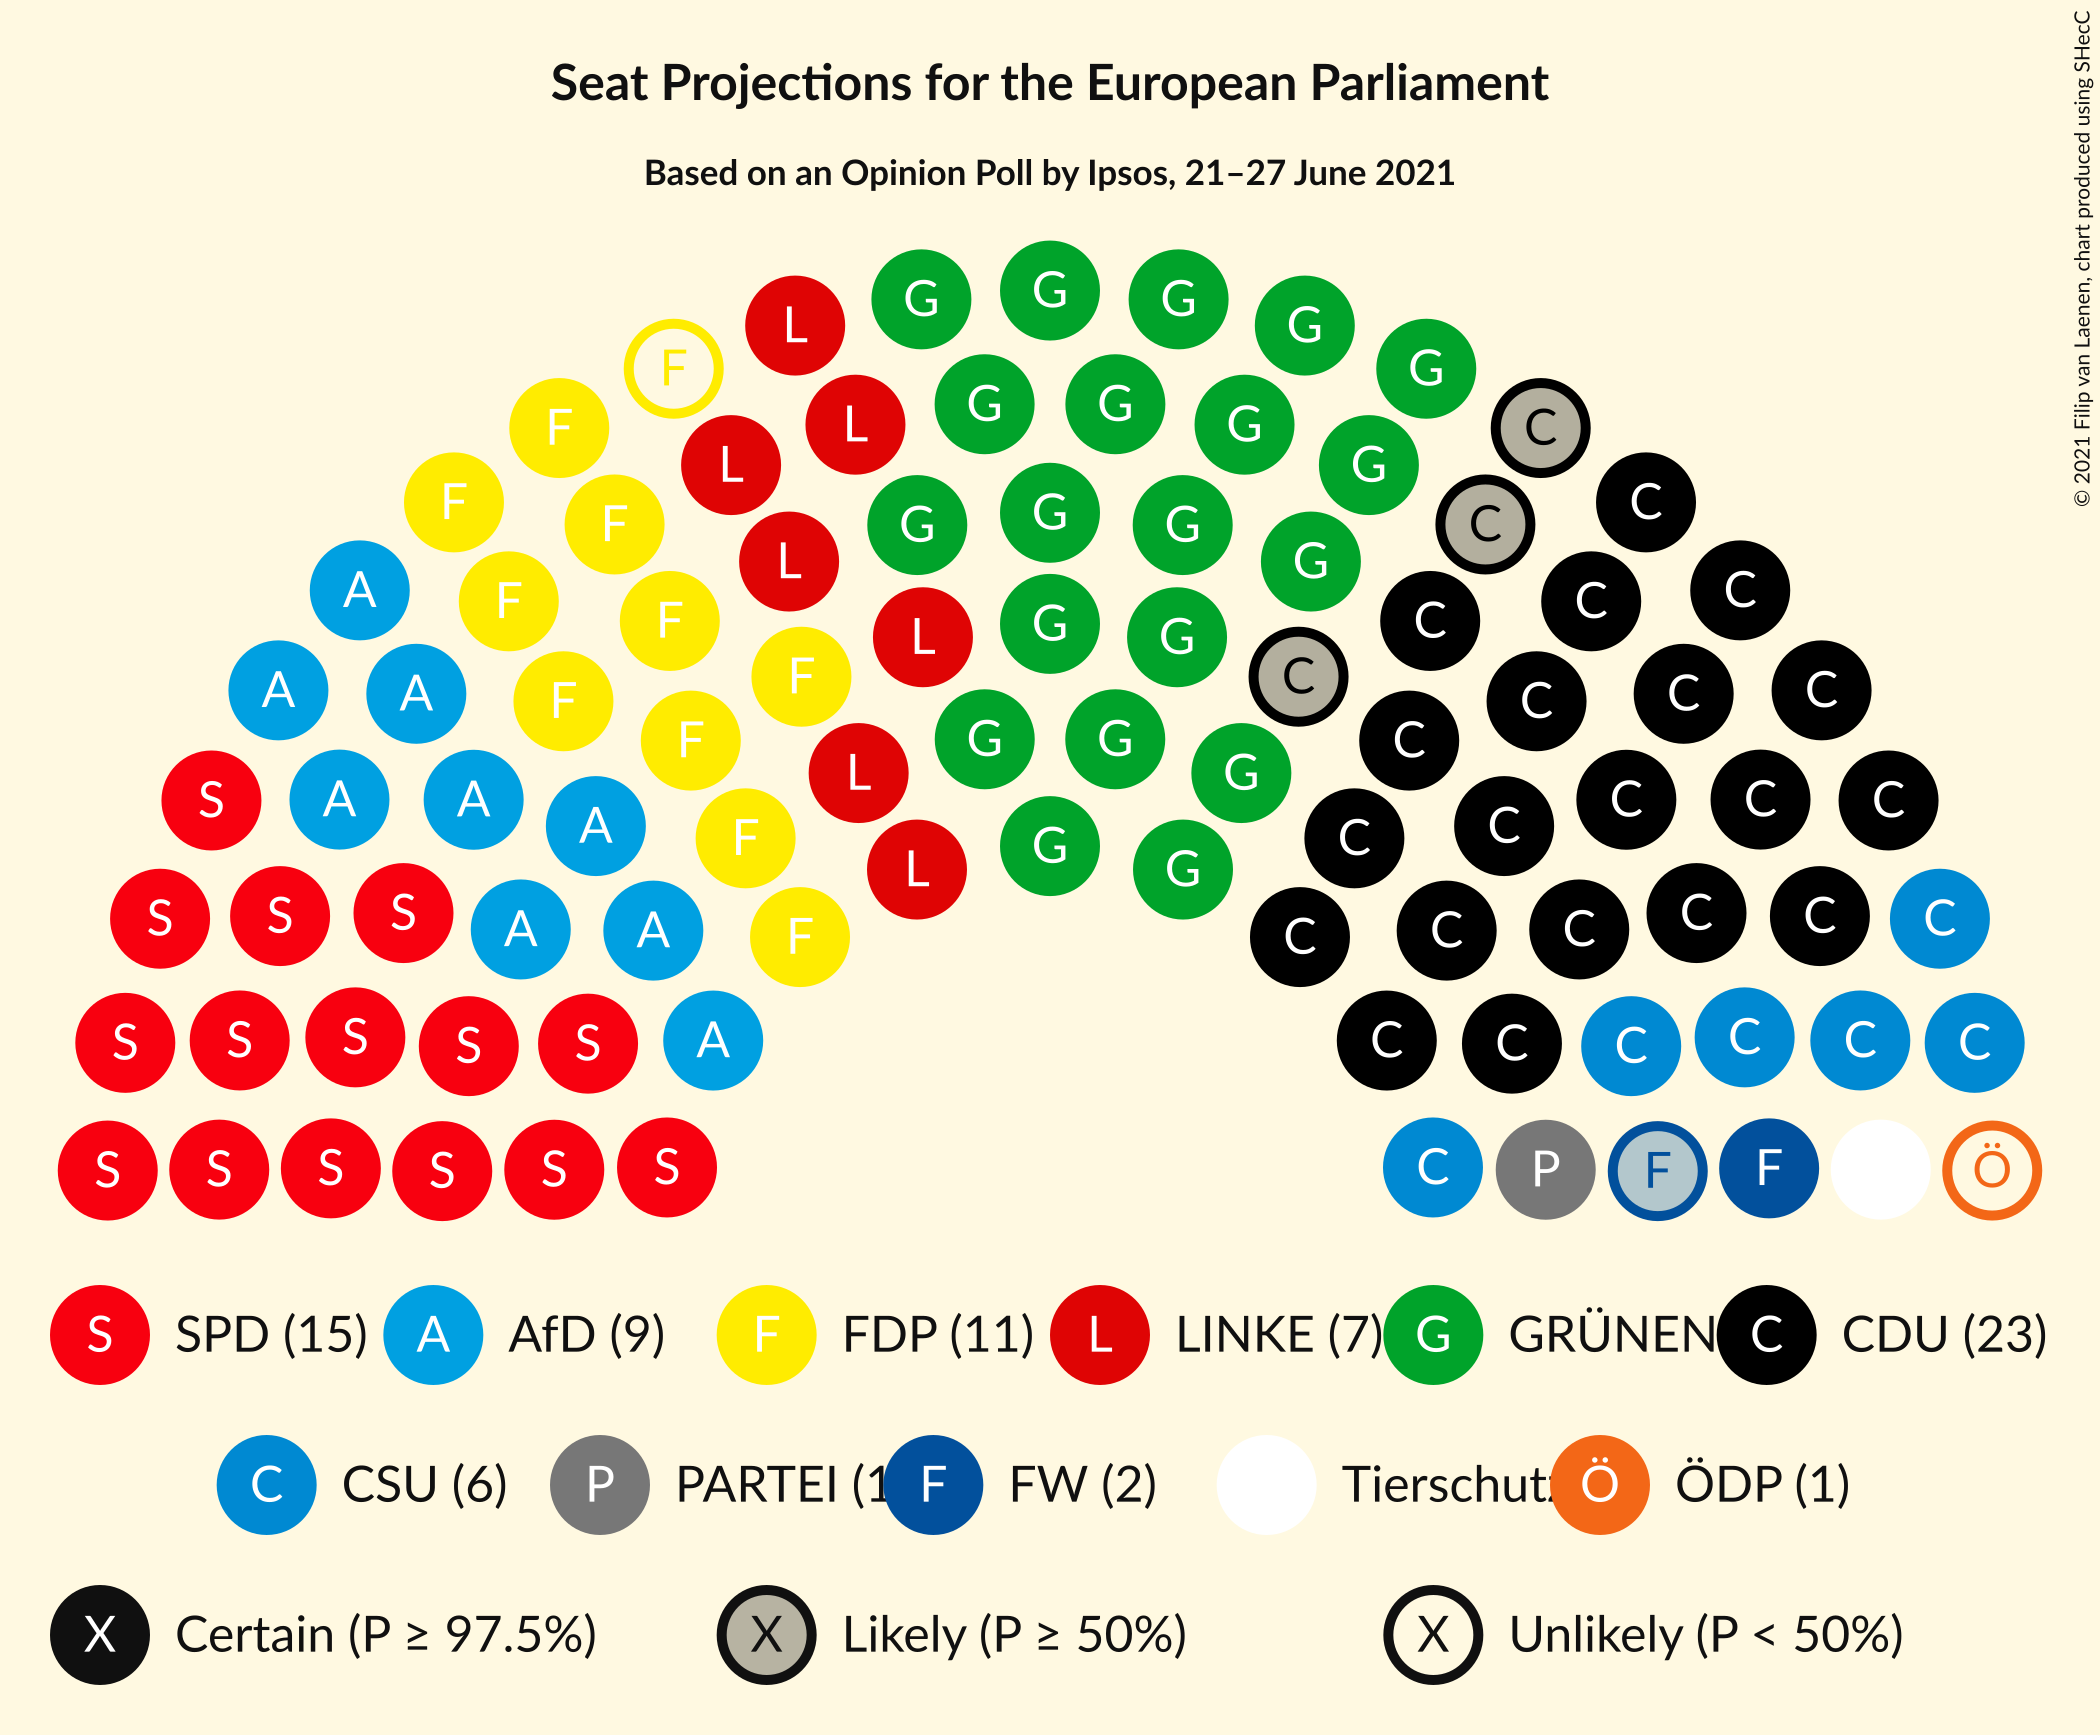 Seat Projections for the European Parliament
Based on an Opinion Poll by Ipsos, 21–27 June 2021
© 2021 Filip van Laenen, chart produced using SHecC
G G G
L G
F G
F G G C
L G
L G
F G C
F G G G C
F L G
A F C
F L G G F C
A A F C C C
F C C C
F G G C
S A A L G C C C
A F C C
S S S A A F L G G C C C C C C
S S S S S A C C C C C C
S S S S S S C P F F Ö
S SPD (15) A AfD (9) F FDP (11) L LINKE (7) G GRÜNEN C CDU (23)
C CSU (6) P PARTEI (1 F FW (2) Tierschutz Ö ÖDP (1)
X Certain (P ≥ 97.5%) X Likely (P ≥ 50%) X Unlikely (P < 50%)